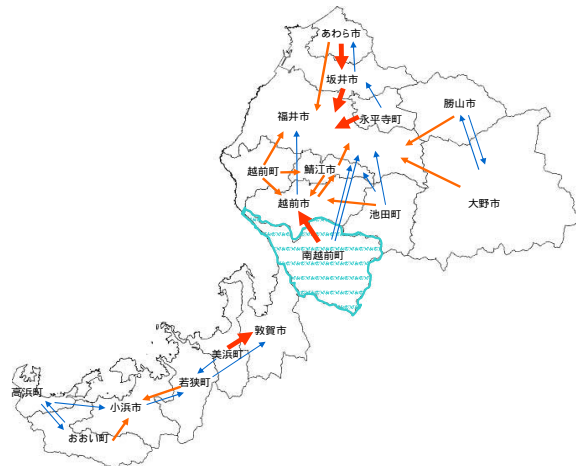 あわら市
坂井市
勝山市
福井市
永平寺町
越前町
鯖江市
越前市
池田町
大野市
南越前町
敦賀市
美浜町
若狭町
高浜町
小浜市
おおい町